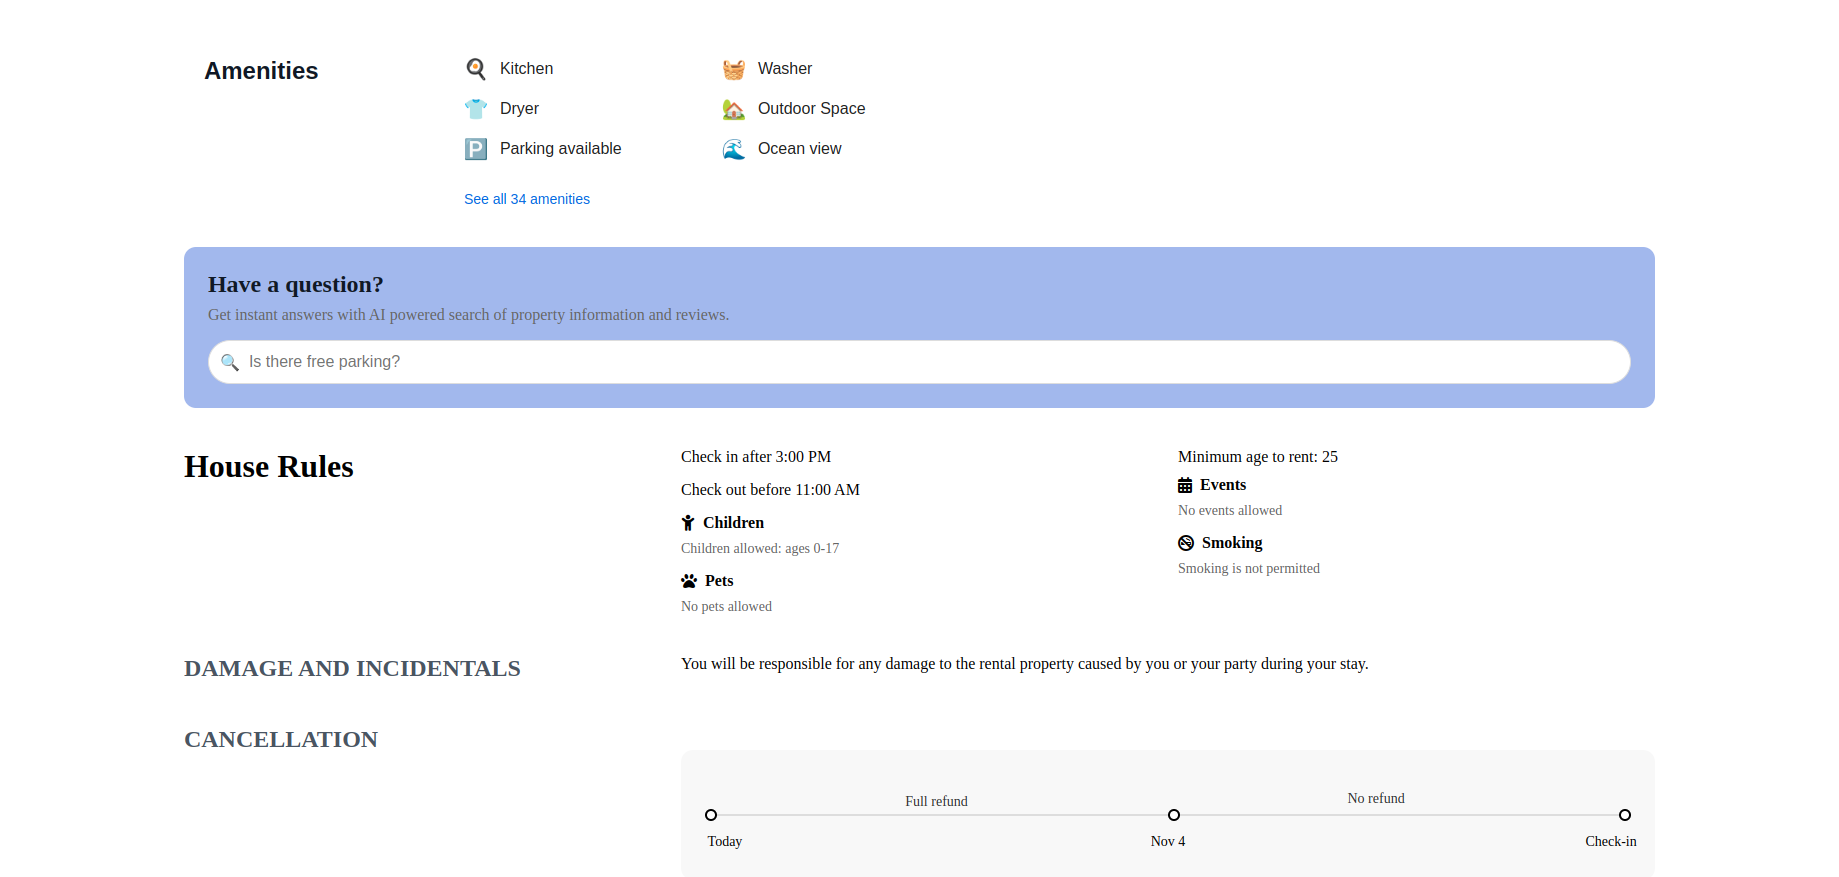 Amenities
Kitchen
Washer
Dryer
Outdoor Space
Parking available
Ocean view
See all 34 amenities
Have a question?
Get instant answers with AI powered search of property information and reviews.
Is there free parking?
House Rules
Check in after 3:00 PM
Check out before 11:00 AM
Children
Children allowed: ages 0-17
Pets
No pets allowed
Minimum age to rent: 25
Events
No events allowed
Smoking
Smoking is not permitted
DAMAGE AND INCIDENTALS
You will be responsible for any damage to the rental property caused by you or your party during your stay.
CANCELLATION
Full refund
No refund
Today
Nov 4
Check-in